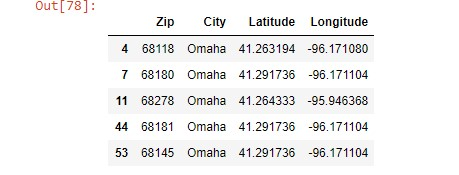 Out[78]:
Zip City Latitude Longitude
4 68118 Omaha 41.263194 -96.171080
7 68180 Omaha 41.291736 -96.171104
11 68278 Omaha 41.264333 -95.946368
44 68181 Omaha 41.291736 -96.171104
53 68145 Omaha 41.291736 -96.171104